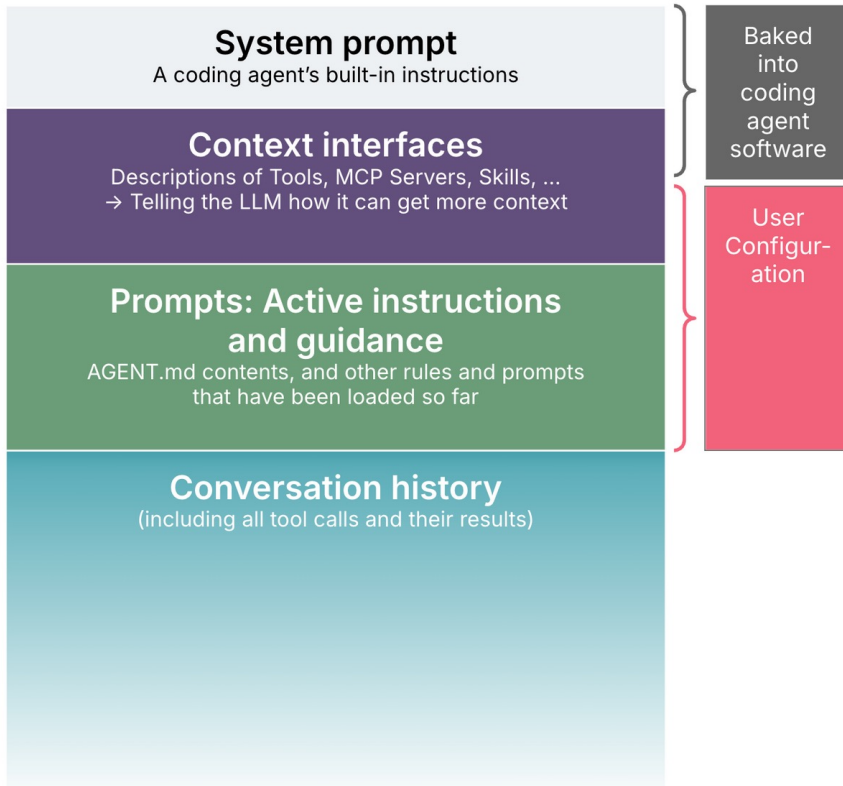 System prompt
A coding agent's built-in instructions
Context interfaces
Descriptions of Tools, MCP Servers, Skills, ...
→ Telling the LLM how it can get more context
Prompts: Active instructions
and guidance
AGENT.md contents, and other rules and prompts
that have been loaded so far
Conversation history
(including all tool calls and their results)
Baked
into
coding
agent
software
User
Configur-
ation